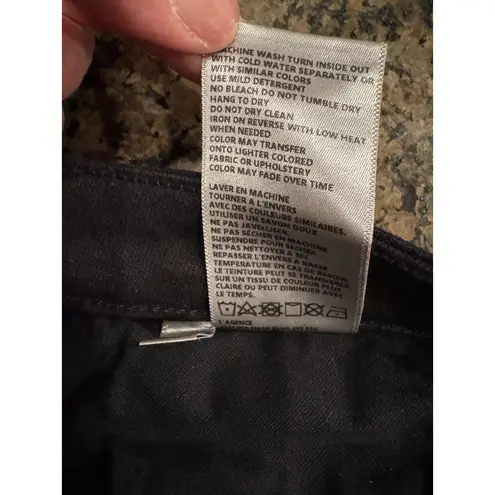 MACHINE WASH TURN INSIDE OUT
WITH COLD WATER SEPARATELY OR
WITH SIMILAR COLORS
USE MILD DETERGENT
NO BLEACH DO NOT TUMBLE DRY
HANG TO DRY
DO NOT DRY CLEAN
IRON ON REVERSE WITH LOW HEAT
WHEN NEEDED
COLOR MAY TRANSFER
ONTO LIGHTER COLORED
FABRIC OR UPHOLSTERY
COLOR MAY FADE OVER TIME
LAVER EN MACHINE
TOURNER A L'ENVERS
AVEC DES COULEURS SIMILAIRES.
UTILISER UN SAVON DOUX
NE PAS JAVELLISER.
NE PAS SÉCHER EN MACHINE
SUSPENDRE POUR SÉCHER
NE PAS NETTOYER A SEC
REPASSER L'ENVERS A BASSE
TEMPERATURE EN CAS DE BESOIN
LE TEINTURE PEUT SE TRANSFERER
SUR UN TISSU DE COULEUR PLUS
CLAIRE OU PEUT DIMINUER AVEC
LE TEMPS.
L'AGENCE